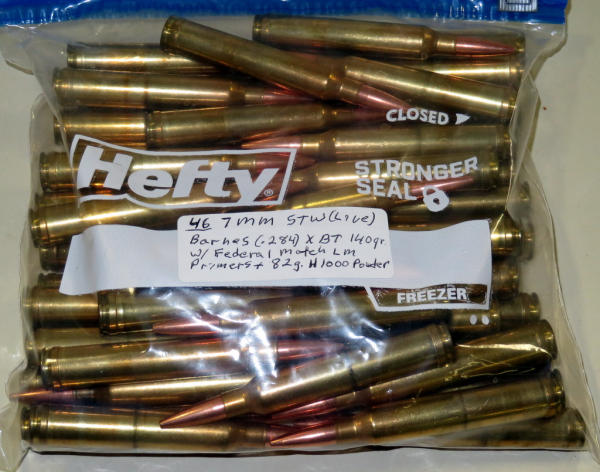 CLOSED
Hefty®
STRONGER
SEAL
46 7mm STW (Live)
Barnes (.284) X BT 140gr.
W/ Federal Match LM
Primers + 82g. H1000 Powder
FREEZER